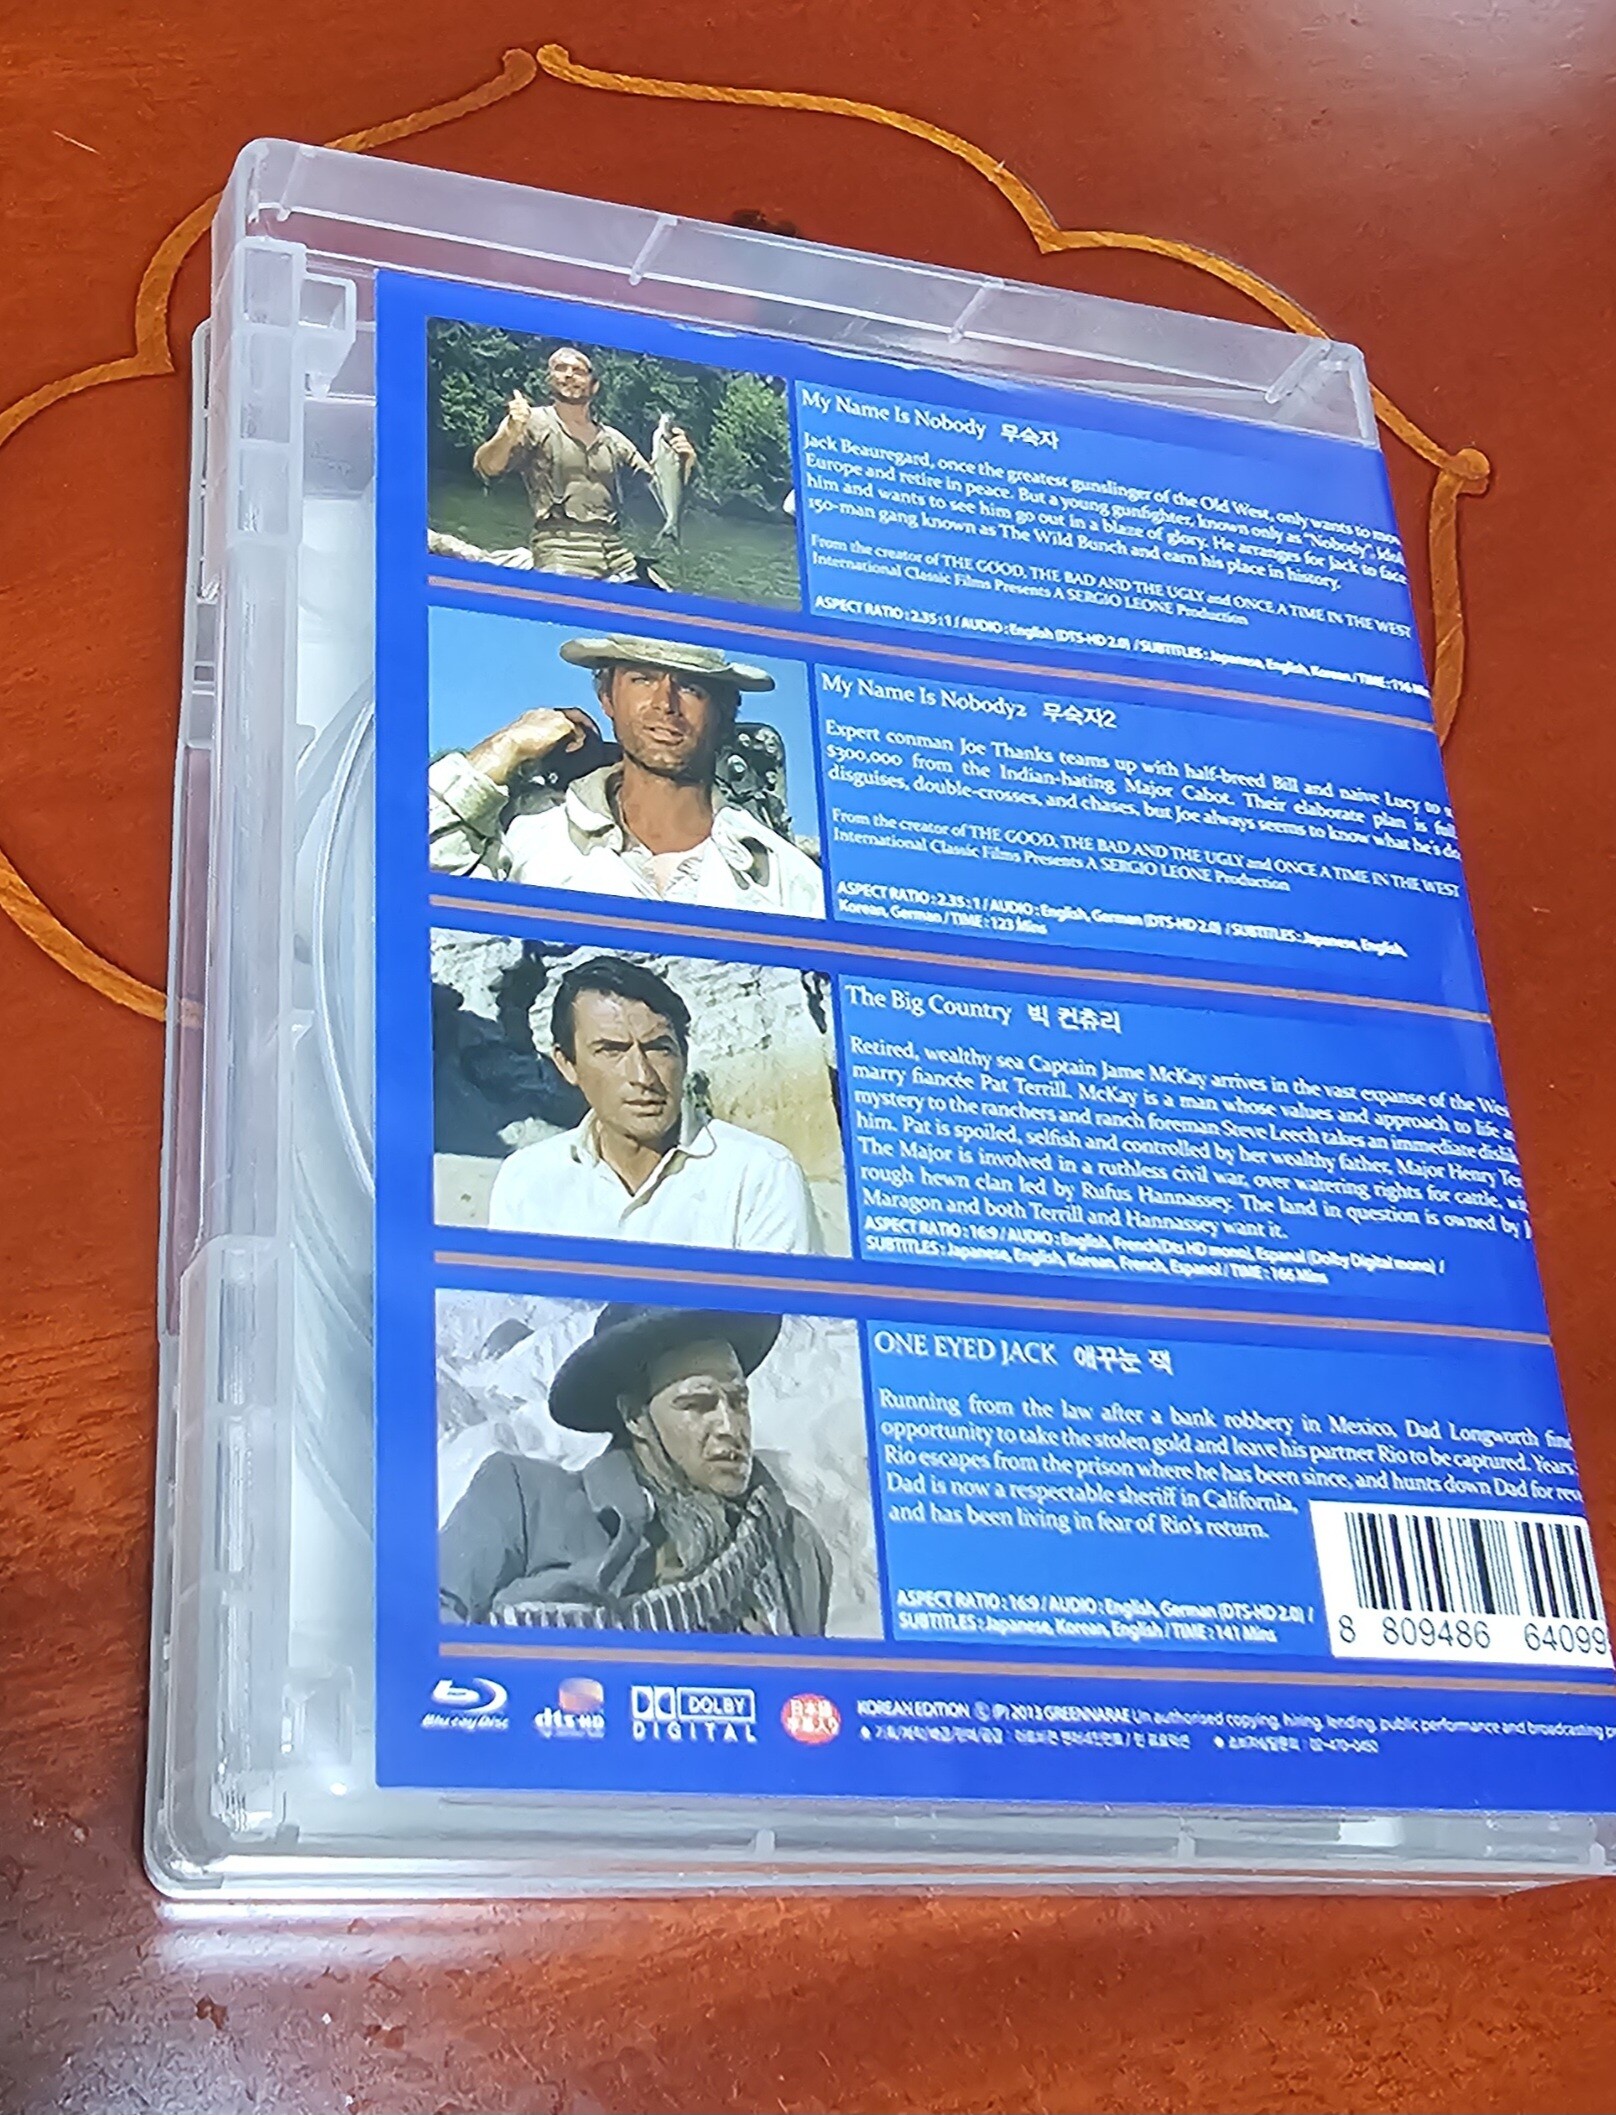 My Name Is Nobody 무숙자
Jack Beauregard, once the greatest gunslinger of the Old West, only wants to
Europe and retire in peace. But a young gunfighter, known only as "Nobody",
him and wants to see him go out in a blaze of glory. He arranges for Jack to face
150-man gang known as The Wild Bunch and earn his place in history.
From the creator of THE GOOD, THE BAD AND THE UGLY and ONCE A TIME IN THE WEST
International Classic Films Presents A SERGIO LEONE Production
ASPECT RATIO : 2.35 : 1 / AUDIO : English (DTS-HD 2.0) / SUBTITLES : Japanese, English, Korean / TIME : 116
My Name Is Nobody2 무숙자2
Expert conman Joe Thanks teams up with half-breed Bill and naive Lucy to
$300,000 from the Indian-hating Major Cabot. Their elaborate plan is
disguises, double-crosses, and chases, but Joe always seems to know what he's
From the creator of THE GOOD, THE BAD AND THE UGLY and ONCE A TIME IN THE WEST
International Classic Films Presents A SERGIO LEONE Production
ASPECT RATIO : 2.35 : 1 / AUDIO : English, German (DTS-HD 2.0) / SUBTITLES : Japanese, English,
Korean, German / TIME : 123 Mins
The Big Country 빅 컨츄리
Retired, wealthy sea Captain Jame McKay arrives in the vast expanse of the
marry fiancée Pat Terrill. McKay is a man whose values and approach to life
mystery to the ranchers and ranch foreman Steve Leech takes an immediate
him. Pat is spoiled, selfish and controlled by her wealthy father, Major Henry
The Major is involved in a ruthless civil war, over watering rights for cattle,
rough hewn clan led by Rufus Hannassey. The land in question is owned by
Maragon and both Terrill and Hannassey want it.
ASPECT RATIO : 16:9 / AUDIO : English, French(Dts HD mono), Espanal (Dolby Digital mono) /
SUBTITLES : Japanese, English, Korean, French, Espanol / TIME : 166 Mins
ONE EYED JACK 애꾸눈 잭
Running from the law after a bank robbery in Mexico, Dad Longworth
opportunity to take the stolen gold and leave his partner Rio to be captured. Years
Rio escapes from the prison where he has been since, and hunts down Dad for
Dad is now a respectable sheriff in California,
and has been living in fear of Rio's return.
ASPECT RATIO : 16:9 / AUDIO : English, German (DTS-HD 2.0) /
SUBTITLES : Japanese, Korean, English / TIME : 141 Mins
8 809486 64099
Blu-ray Disc
dts-HD
DOLBY
DIGITAL
日本語
字幕入り
KOREAN EDITION ⓒ ⓟ 2013 GREENNARAE Un authorised copying, hiring, lending, public performance and broadcasting